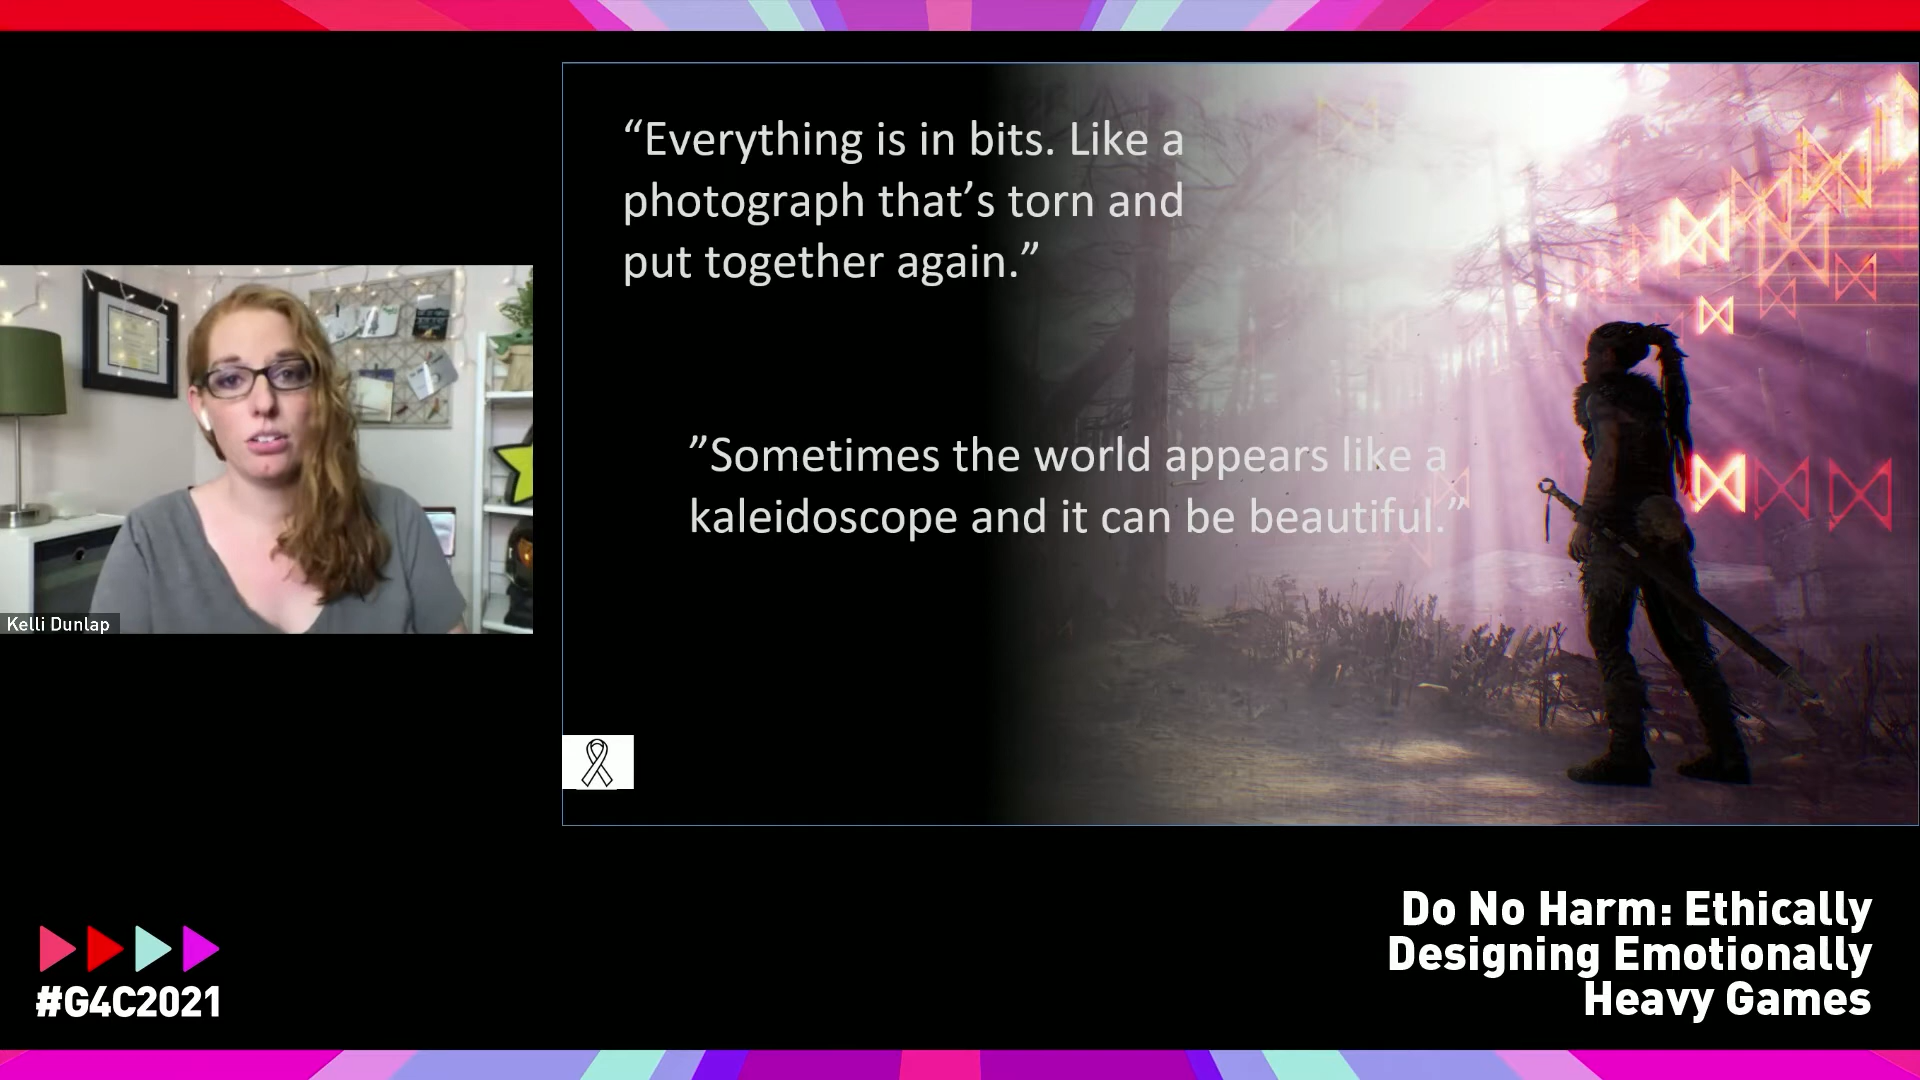 “Everything is in bits. Like a
photograph that’s torn and
put together again.”
”Sometimes the world appears like a
kaleidoscope and it can be beautiful.”
Kelli Dunlap
Do No Harm: Ethically
Designing Emotionally
Heavy Games
#G4C2021